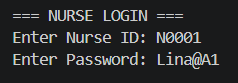 === NURSE LOGIN ===
Enter Nurse ID: N0001
Enter Password: Lina@A1